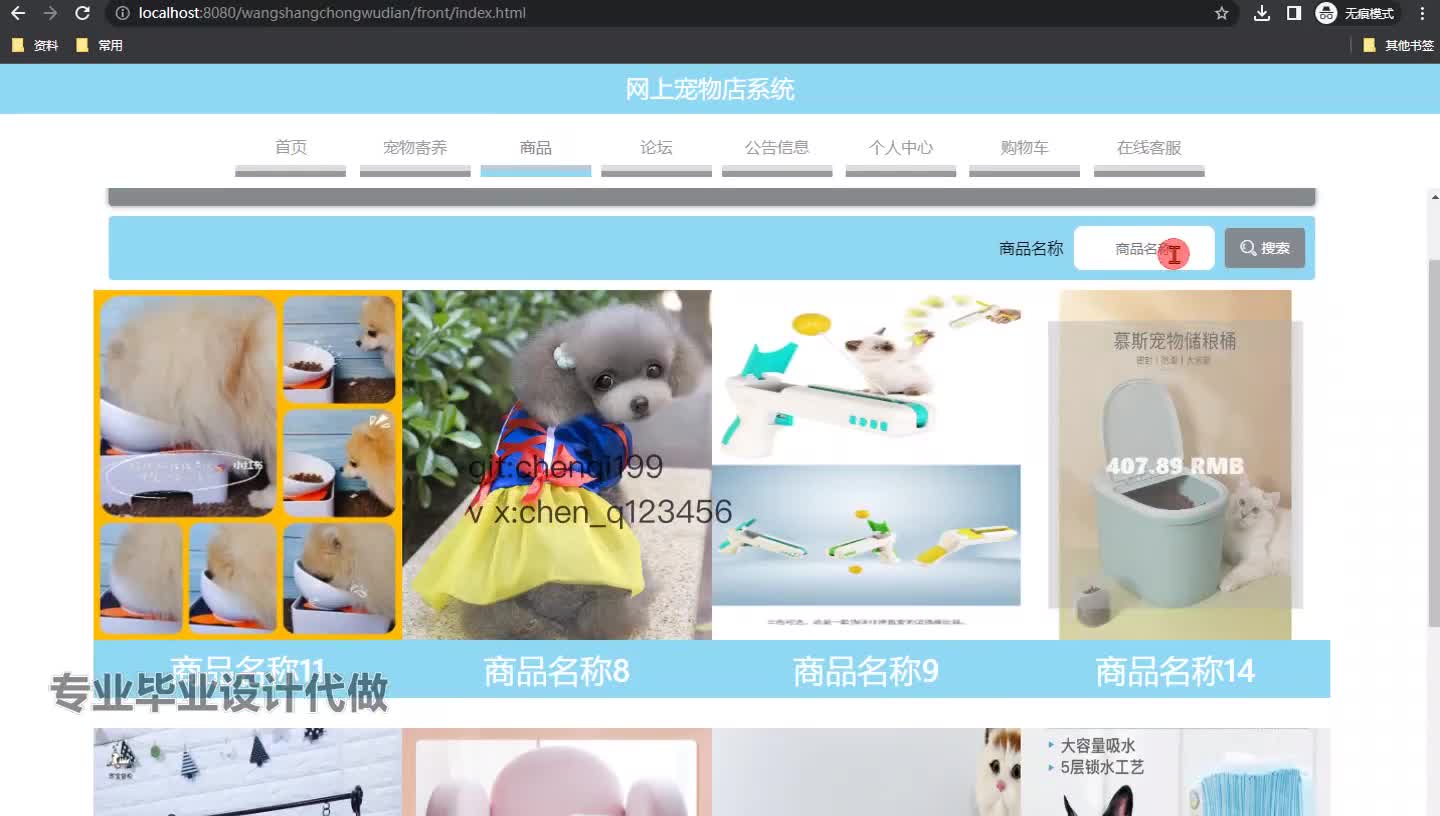 localhost:8080/wangshangchongwudian/front/index.html
无痕模式
资料
常用
其他书签
网上宠物店系统
首页
宠物寄养
商品
论坛
公告信息
个人中心
购物车
在线客服
商品名称
商品名称
搜索
小红书
慕斯宠物储粮桶
407.89 RMB
git:chenqi199
v x:chen_q123456
商品名称11
商品名称8
商品名称9
商品名称14
专业毕业设计代做
大容量吸水
5层锁水工艺